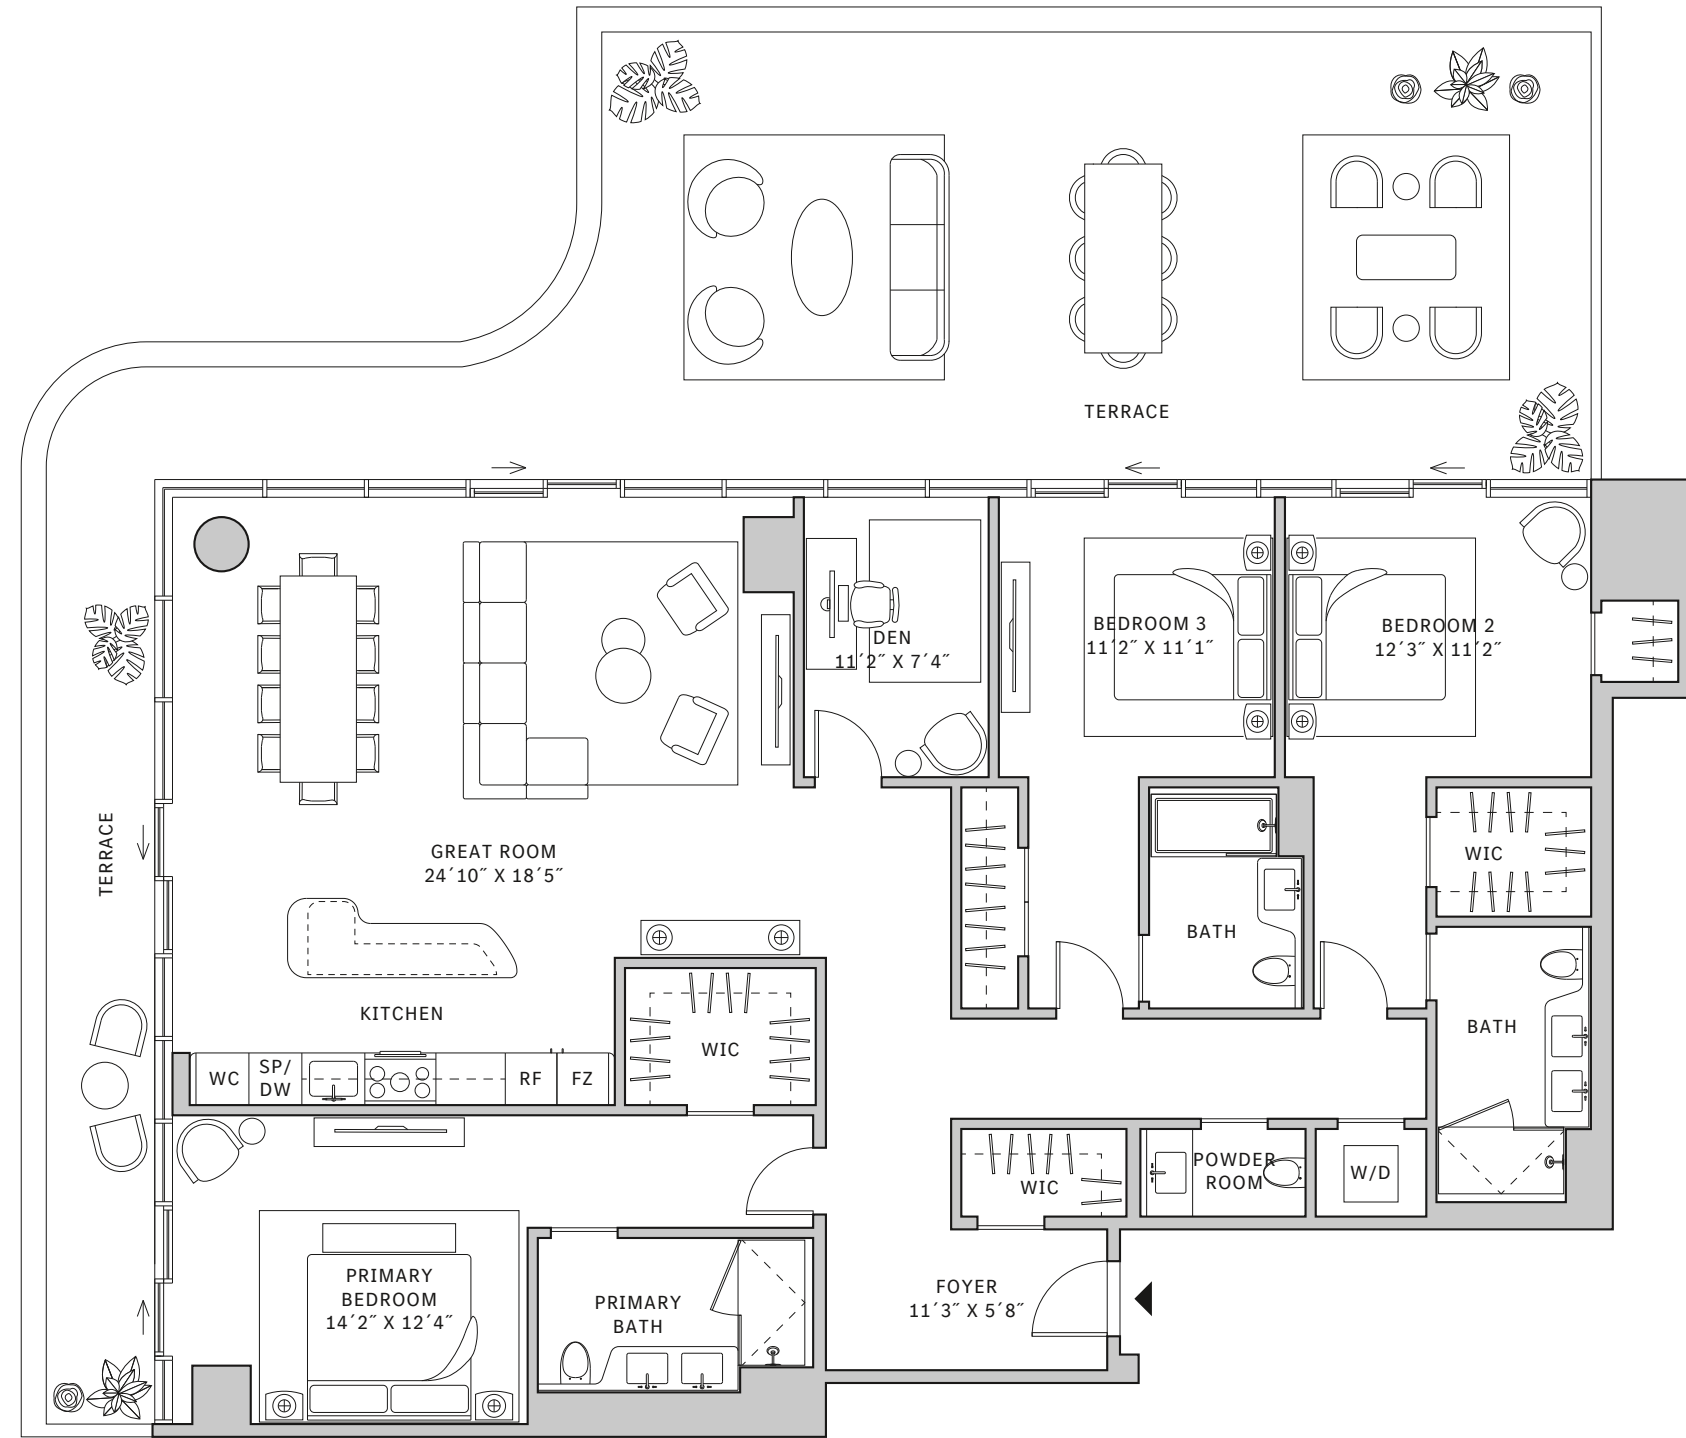 TERRACE
DEN
11´2˝ X 7´4˝
BEDROOM 3
11´2˝ X 11´1˝
BEDROOM 2
12´3˝ X 11´2˝
TERRACE
GREAT ROOM
24´10˝ X 18´5˝
WIC
BATH
KITCHEN
BATH
WIC
WC
SP/
DW
RF
FZ
POWDER
ROOM
W/D
WIC
PRIMARY
BEDROOM
14´2˝ X 12´4˝
PRIMARY
BATH
FOYER
11´3˝ X 5´8˝